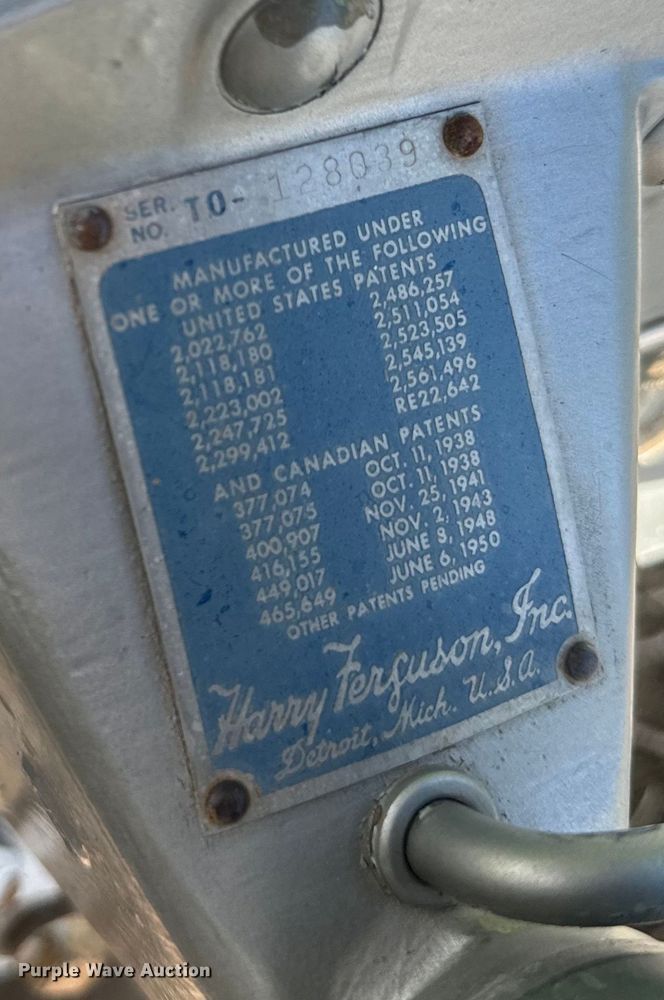 SER. NO. TO- 128039
MANUFACTURED UNDER
ONE OR MORE OF THE FOLLOWING
UNITED STATES PATENTS
2,022,762 2,486,257
2,118,180 2,511,054
2,118,181 2,523,505
2,223,002 2,545,139
2,247,725 2,561,496
2,299,412 RE22,642
AND CANADIAN PATENTS
377,074 OCT. 11, 1938
377,075 OCT. 11, 1938
400,907 NOV. 25, 1941
416,155 NOV. 2, 1943
449,017 JUNE 8, 1948
465,649 JUNE 6, 1950
OTHER PATENTS PENDING
Harry Ferguson, Inc.
Detroit, Mich. U.S.A.
Purple Wave Auction